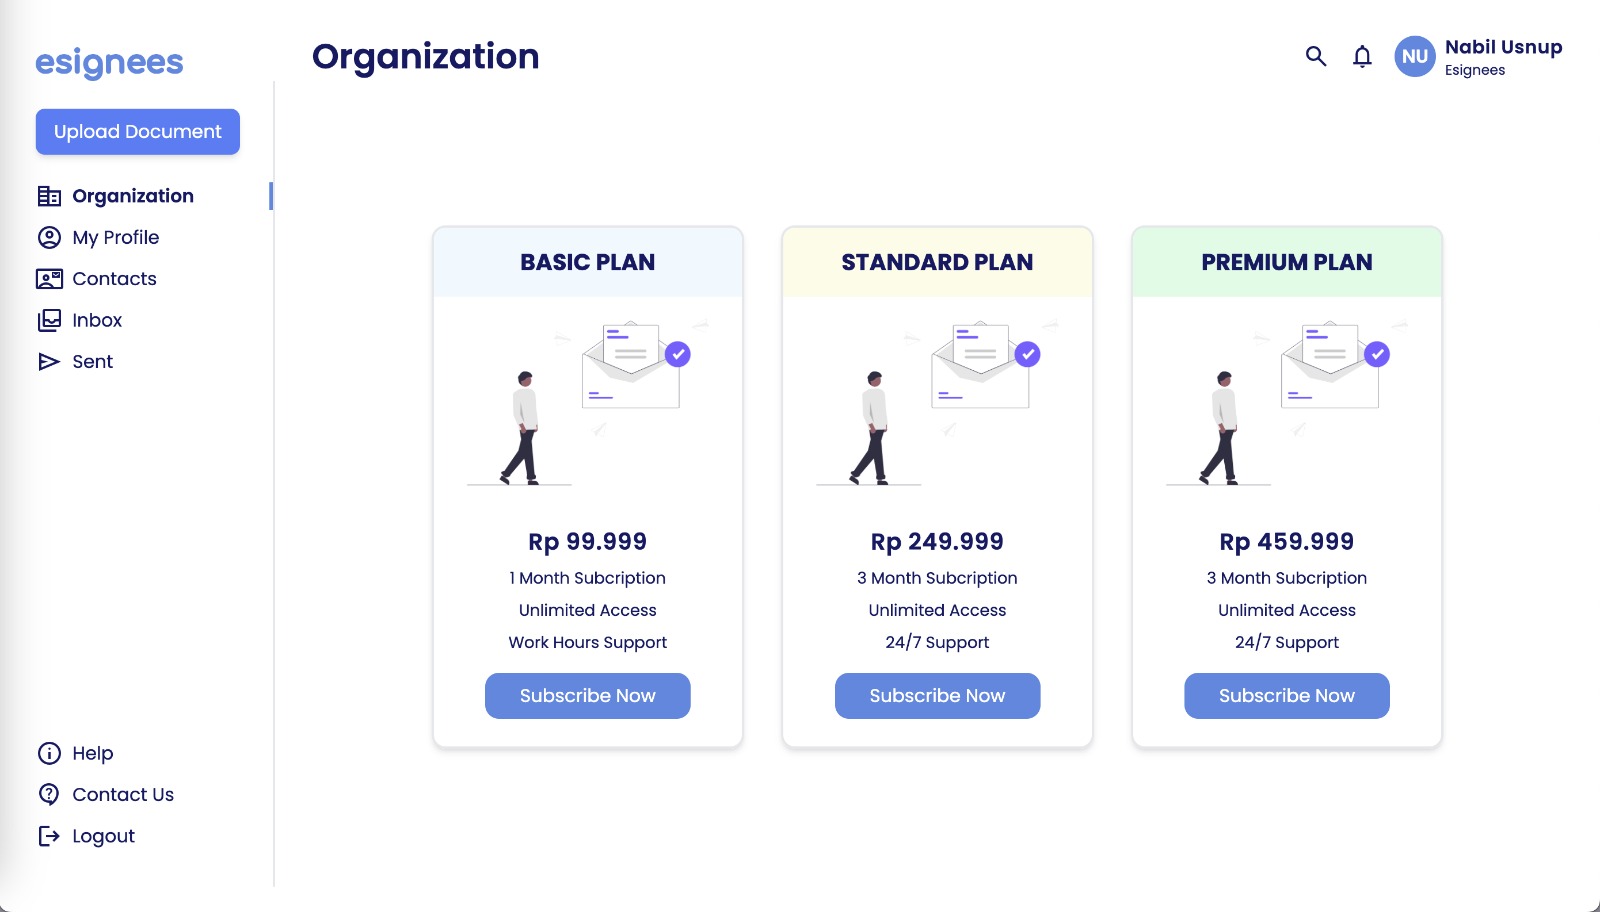 esignees
Upload Document
Organization
My Profile
Contacts
Inbox
Sent
Help
Contact Us
Logout
Organization
NU
Nabil Usnup
Esignees
BASIC PLAN
Rp 99.999
1 Month Subcription
Unlimited Access
Work Hours Support
Subscribe Now
STANDARD PLAN
Rp 249.999
3 Month Subcription
Unlimited Access
24/7 Support
Subscribe Now
PREMIUM PLAN
Rp 459.999
3 Month Subcription
Unlimited Access
24/7 Support
Subscribe Now